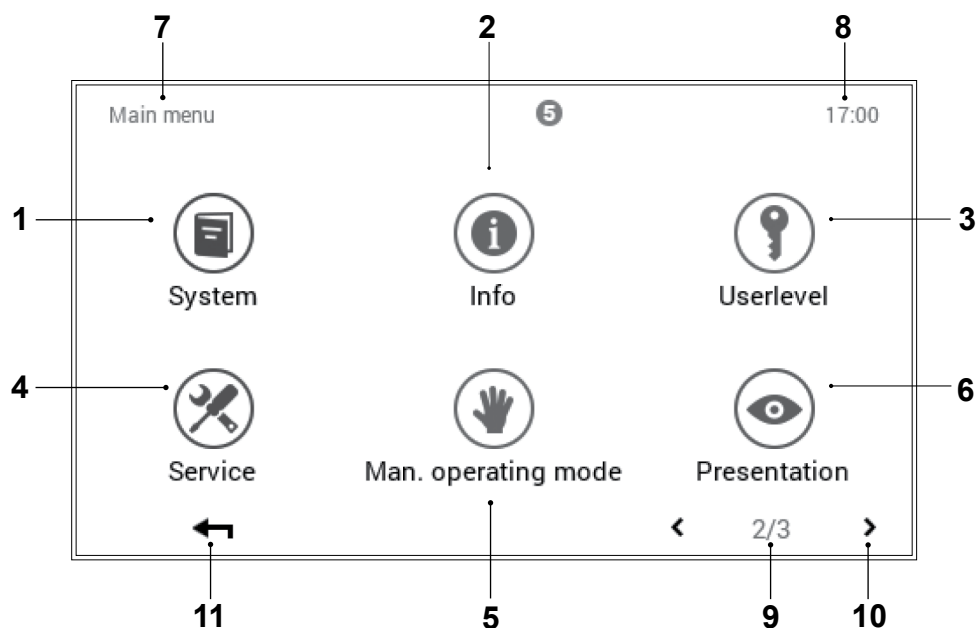 7 2 8
Main menu 5 17:00
1 3
System Info Userlevel
4 6
Service Man. operating mode Presentation
2/3
11 5 9 10